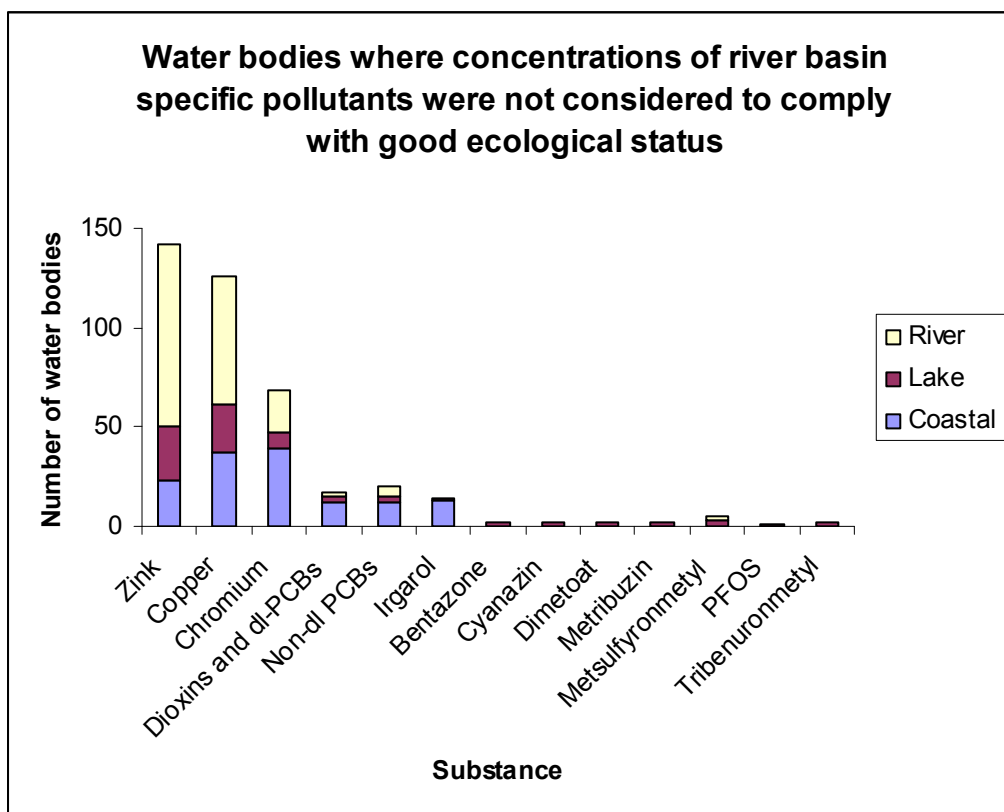 Water bodies where concentrations of river basin
specific pollutants were not considered to comply
with good ecological status
Number of water bodies
150
100
50
0
Zink
Copper
Chromium
Dioxins and dl-PCBs
Non-dl PCBs
Irgarol
Bentazone
Cyanazin
Dimetoat
Metribuzin
Metsulfyronmetyl
PFOS
Tribenuronmetyl
Substance
River
Lake
Coastal